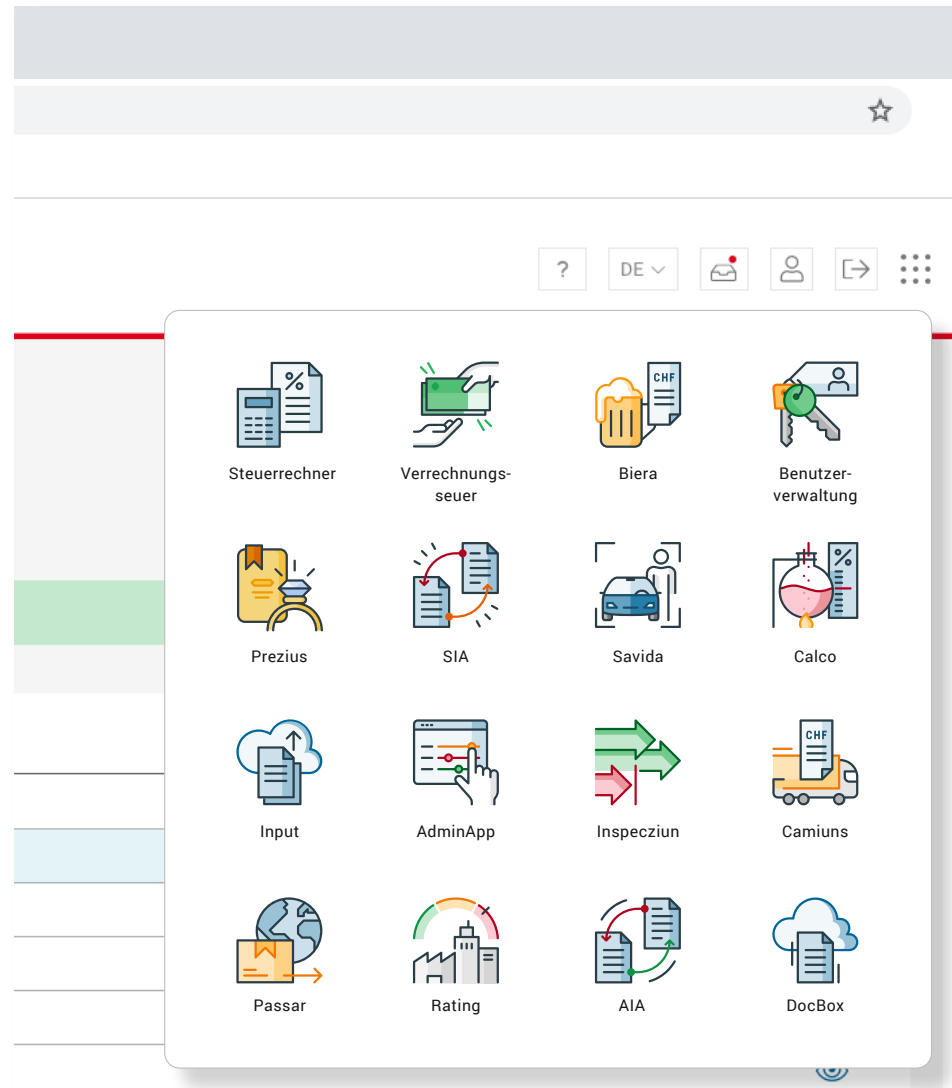 ?
DE
Steuerrechner
Verrechnungs-
seuer
CHF
Biera
Benutzer-
verwaltung
%
Prezius
SIA
Savida
%
Calco
Input
AdminApp
Inspecziun
CHF
Camiuns
Passar
Rating
AIA
DocBox